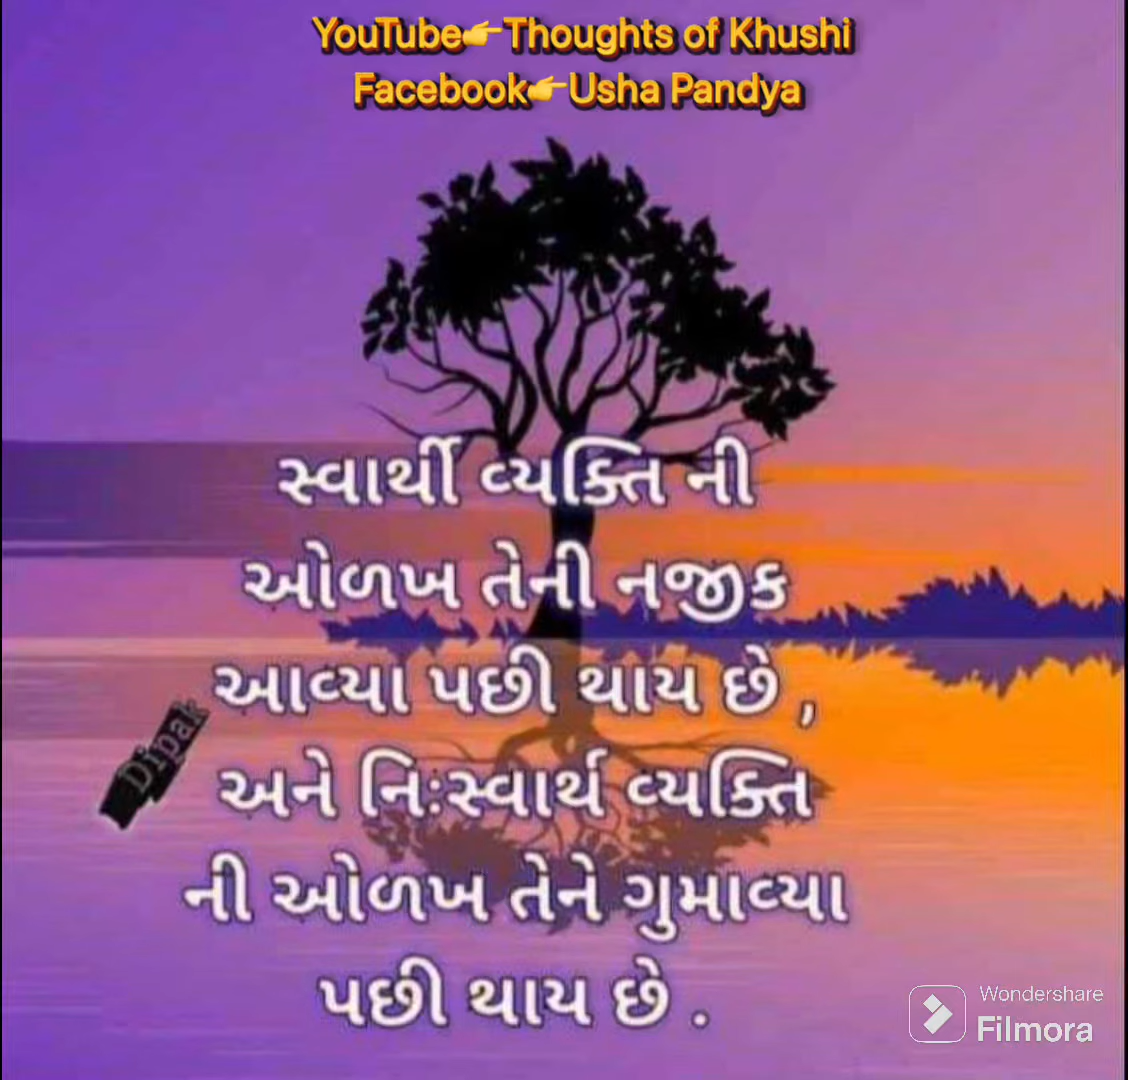 YouTube👉Thoughts of Khushi
Facebook👉Usha Pandya
સ્વાર્થી વ્યક્તિ ની
ઓળખ તેની નજીક
આવ્યા પછી થાય છે ,
અને નિઃસ્વાર્થ વ્યક્તિ
ની ઓળખ તેને ગુમાવ્યા
પછી થાય છે .
Dipak
Wondershare
Filmora